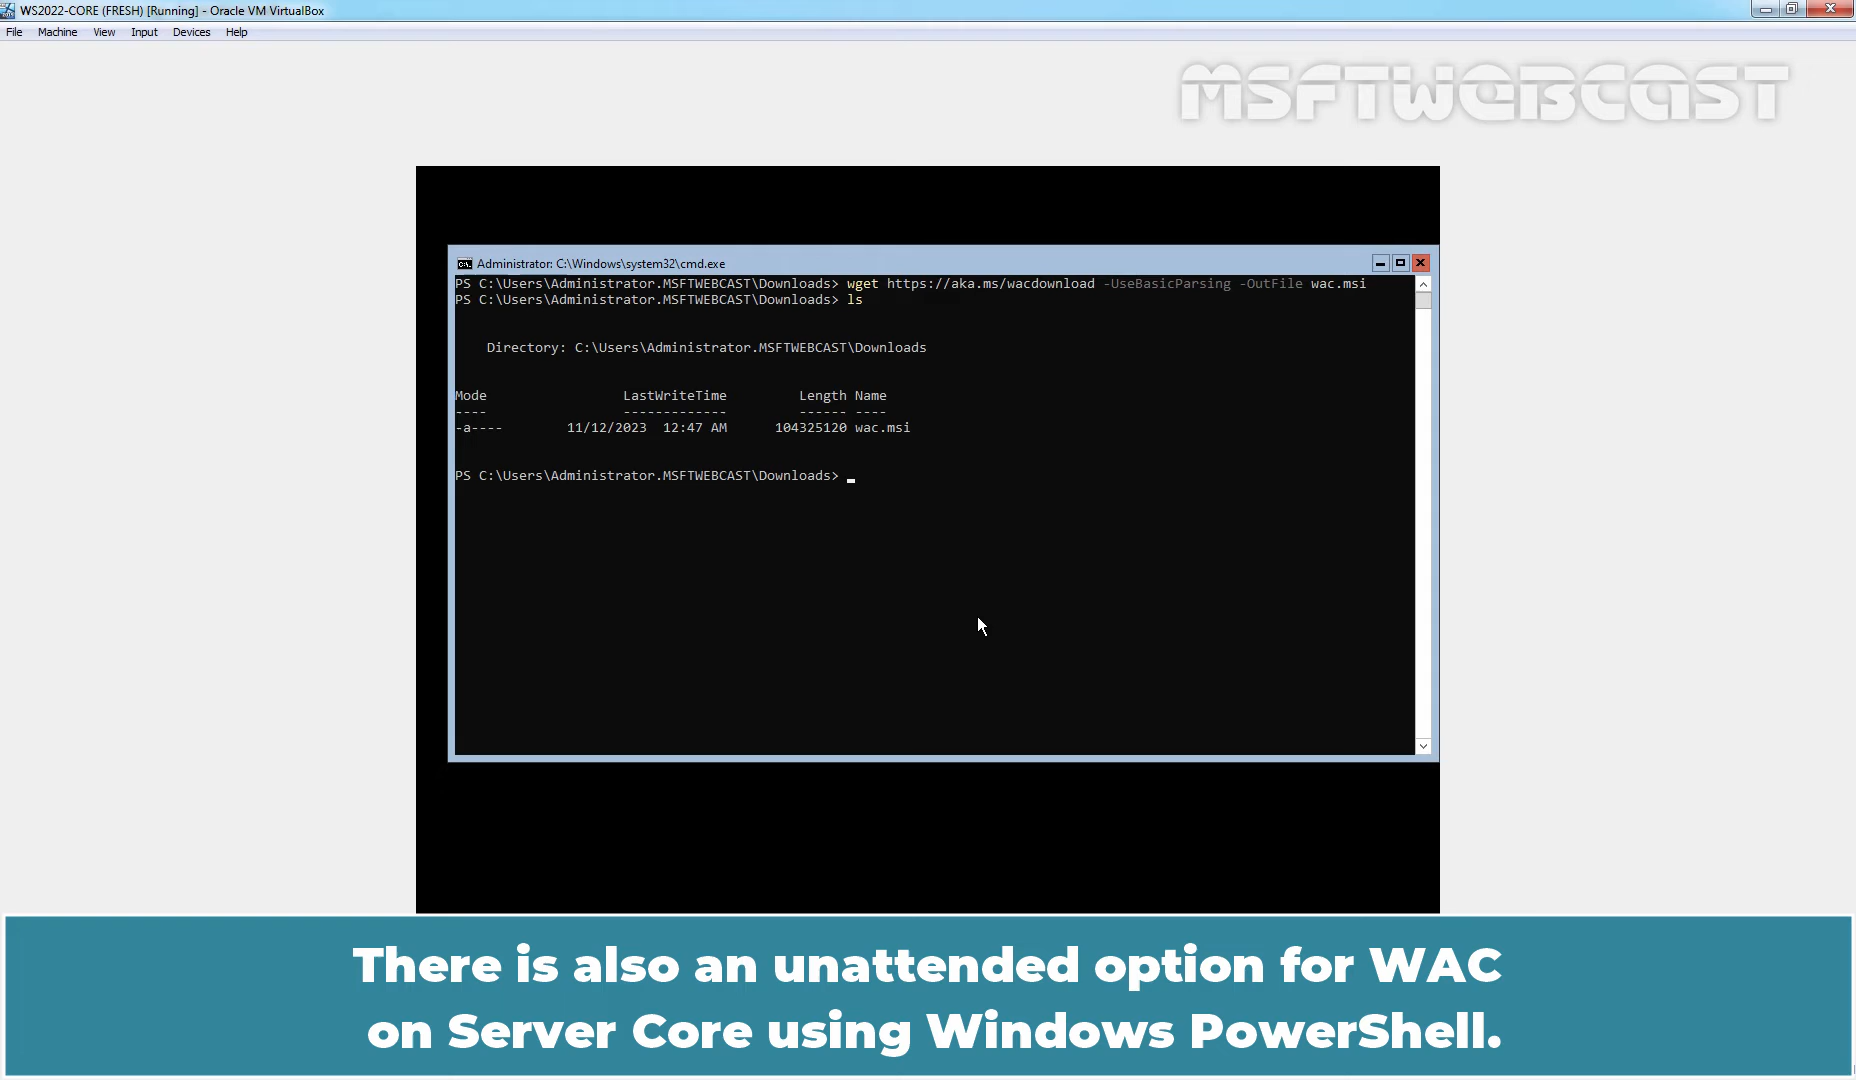 WS2022-CORE (FRESH) [Running] - Oracle VM VirtualBox
File Machine View Input Devices Help
MSFTWEBCAST
Administrator: C:\Windows\system32\cmd.exe
PS C:\Users\Administrator.MSFTWEBCAST\Downloads> wget https://aka.ms/wacdownload -UseBasicParsing -OutFile wac.msi
PS C:\Users\Administrator.MSFTWEBCAST\Downloads> ls
Directory: C:\Users\Administrator.MSFTWEBCAST\Downloads
Mode LastWriteTime Length Name
---- ------------- ------ ----
-a---- 11/12/2023 12:47 AM 104325120 wac.msi
PS C:\Users\Administrator.MSFTWEBCAST\Downloads>
There is also an unattended option for WAC
on Server Core using Windows PowerShell.